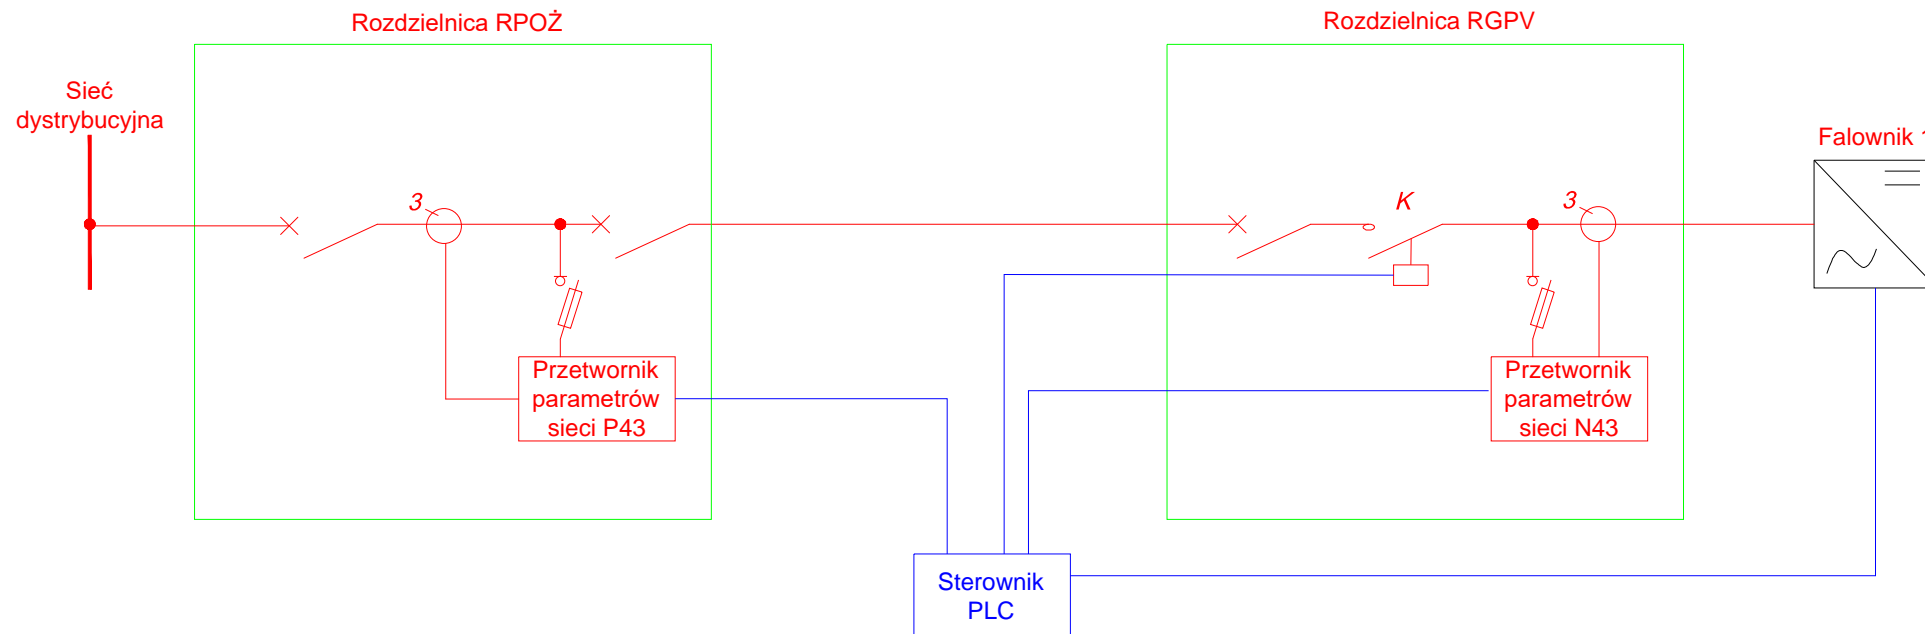 Rozdzielnica RPOŻ
Rozdzielnica RGPV
Sieć
dystrybucyjna
Falownik 1
3
K
3
Przetwornik
parametrów
sieci P43
Przetwornik
parametrów
sieci N43
Sterownik
PLC